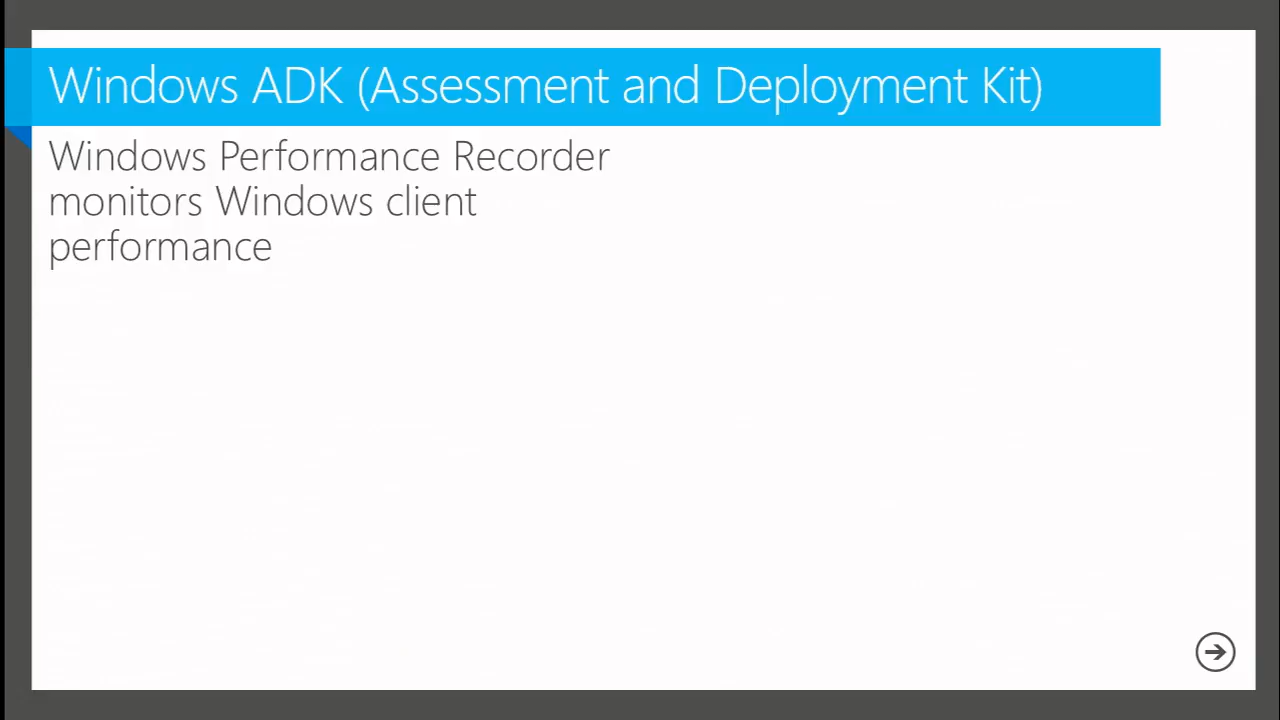 Windows ADK (Assessment and Deployment Kit)
Windows Performance Recorder
monitors Windows client
performance